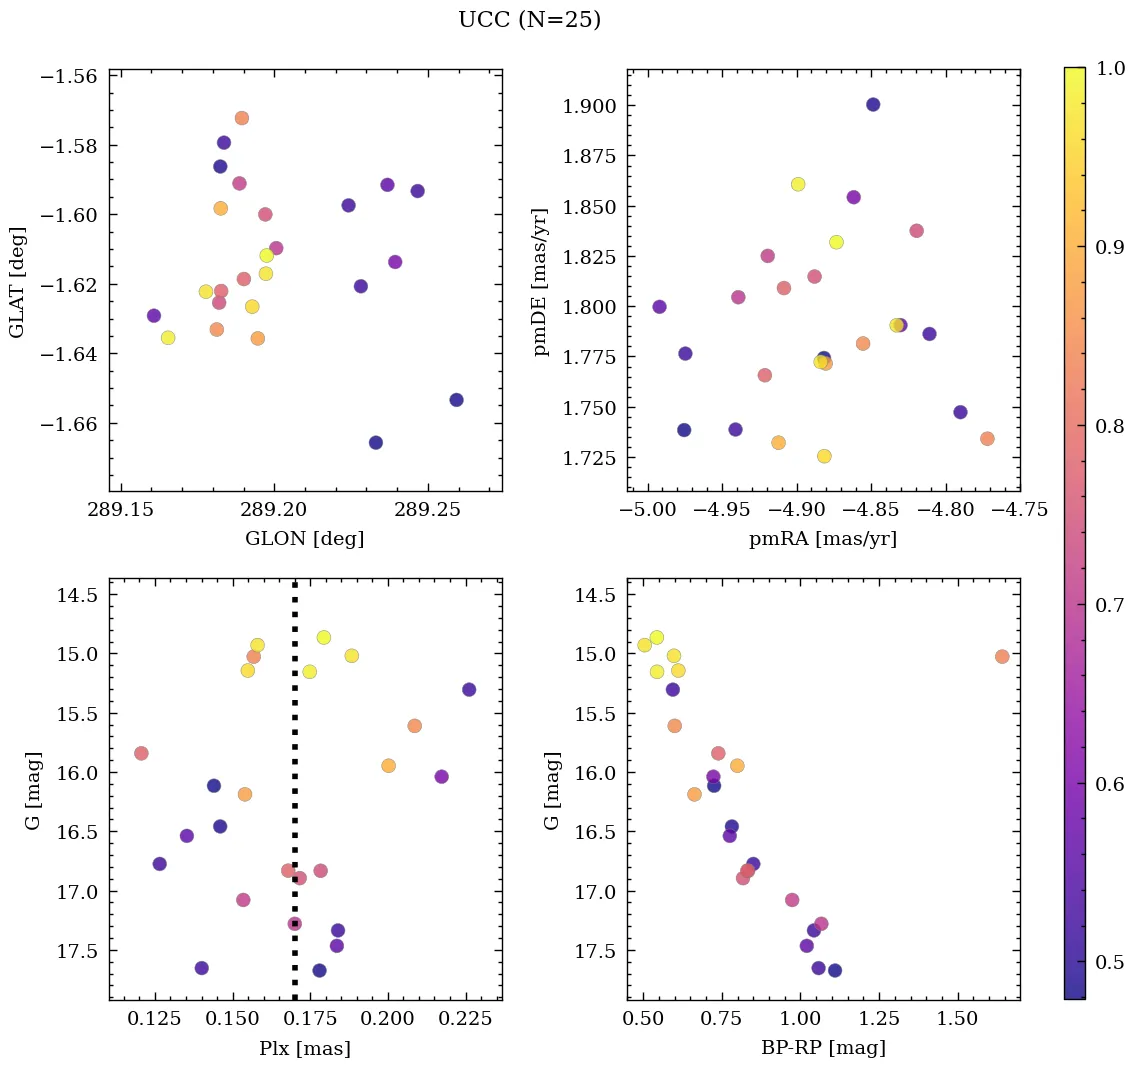 UCC (N=25)
−1.56
−1.58
−1.60
−1.62
−1.64
−1.66
GLAT [deg]
289.15 289.20 289.25
GLON [deg]
1.900
1.875
1.850
1.825
1.800
1.775
1.750
1.725
pmDE [mas/yr]
−5.00 −4.95 −4.90 −4.85 −4.80 −4.75
pmRA [mas/yr]
14.5
15.0
15.5
16.0
16.5
17.0
17.5
G [mag]
0.125 0.150 0.175 0.200 0.225
Plx [mas]
14.5
15.0
15.5
16.0
16.5
17.0
17.5
G [mag]
0.50 0.75 1.00 1.25 1.50
BP-RP [mag]
1.0
0.9
0.8
0.7
0.6
0.5